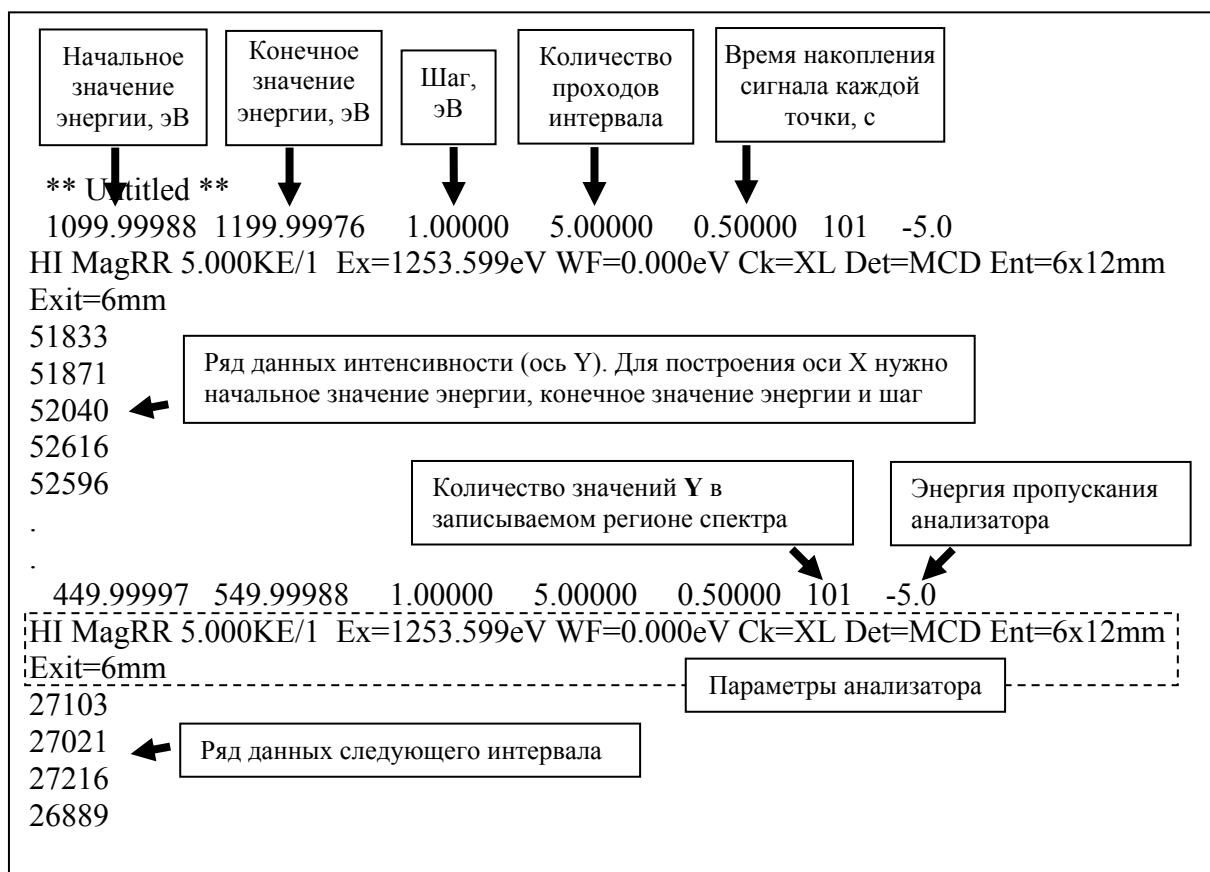 Начальное
значение
энергии, эВ
Конечное
значение
энергии, эВ
Шаг,
эВ
Количество
проходов
интервала
Время накопления
сигнала каждой
точки, с
** Untitled **
1099.99988 1199.99976 1.00000 5.00000 0.50000 101 -5.0
HI MagRR 5.000KE/1 Ex=1253.599eV WF=0.000eV Ck=XL Det=MCD Ent=6x12mm
Exit=6mm
51833
51871
52040
52616
52596
.
.
Ряд данных интенсивности (ось Y). Для построения оси X нужно
начальное значение энергии, конечное значение энергии и шаг
Количество значений Y в
записываемом регионе спектра
Энергия пропускания
анализатора
449.99997 549.99988 1.00000 5.00000 0.50000 101 -5.0
HI MagRR 5.000KE/1 Ex=1253.599eV WF=0.000eV Ck=XL Det=MCD Ent=6x12mm
Exit=6mm
Параметры анализатора
27103
27021
27216
26889
Ряд данных следующего интервала